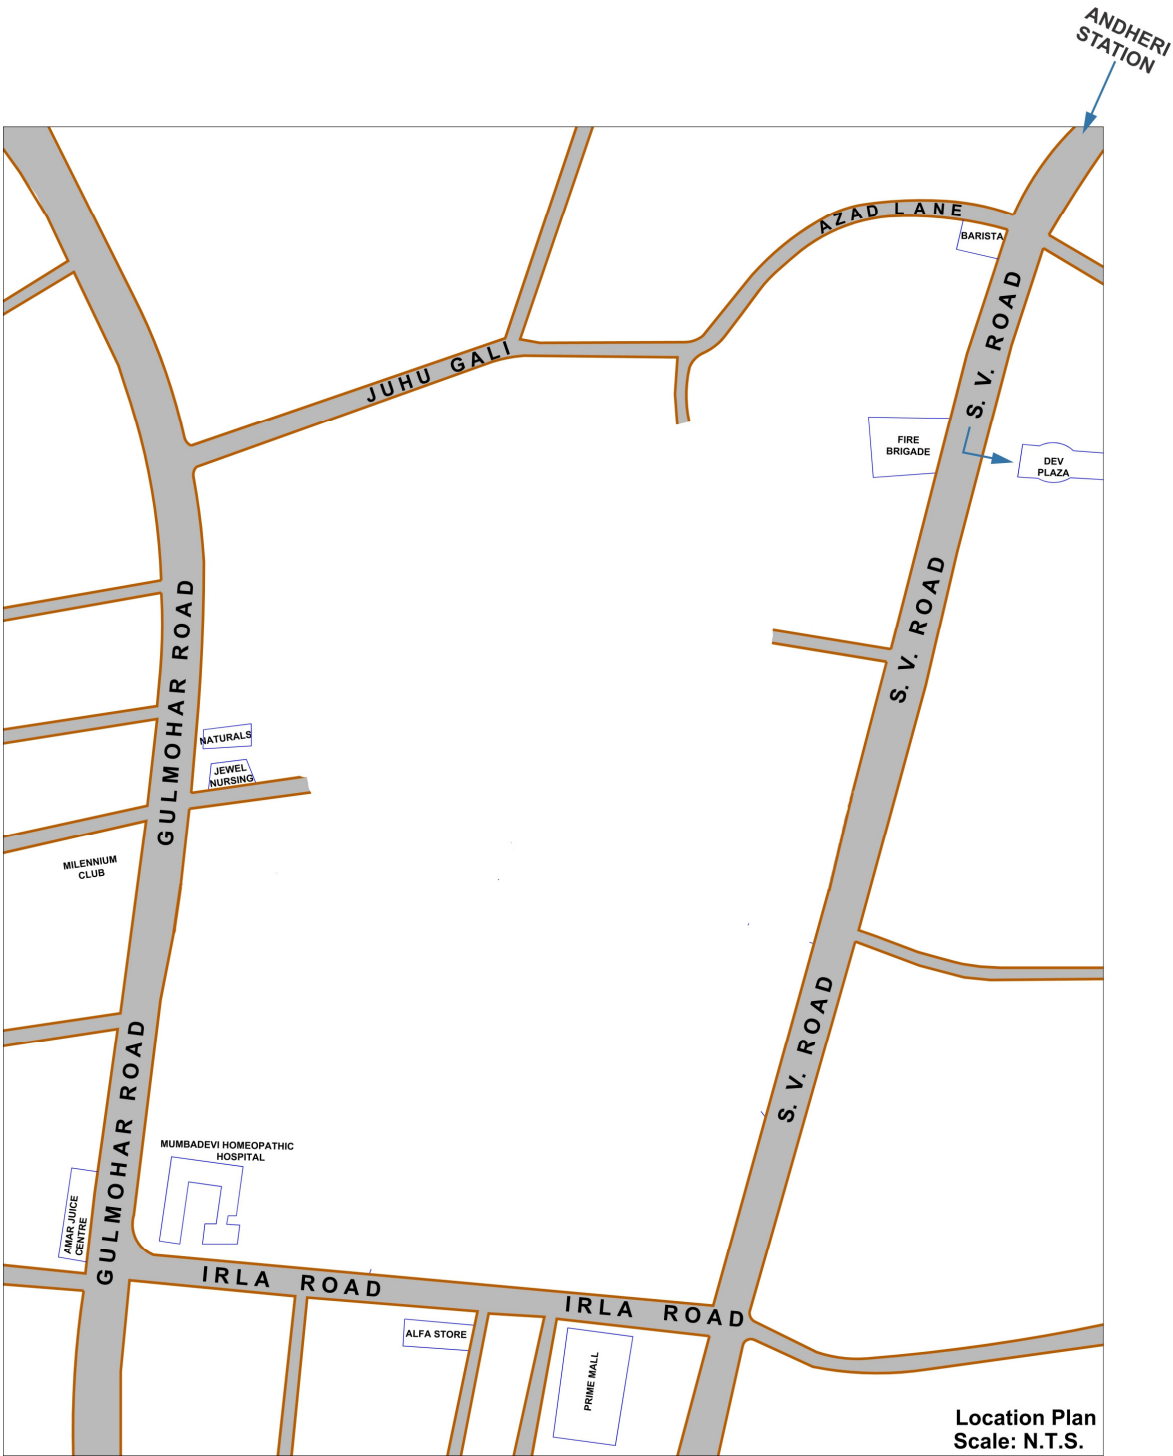 ANDHERI
STATION
AZAD LANE
BARISTA
S. V. ROAD
JUHU GALI
FIRE
BRIGADE
DEV
PLAZA
S. V. ROAD
GULMOHAR ROAD
NATURALS
JEWEL
NURSING
MILENNIUM
CLUB
S. V. ROAD
GULMOHAR ROAD
MUMBADEVI HOMEOPATHIC
HOSPITAL
AMAR JUICE
CENTRE
IRLA ROAD
IRLA ROAD
ALFA STORE
PRIME MALL
Location Plan
Scale: N.T.S.